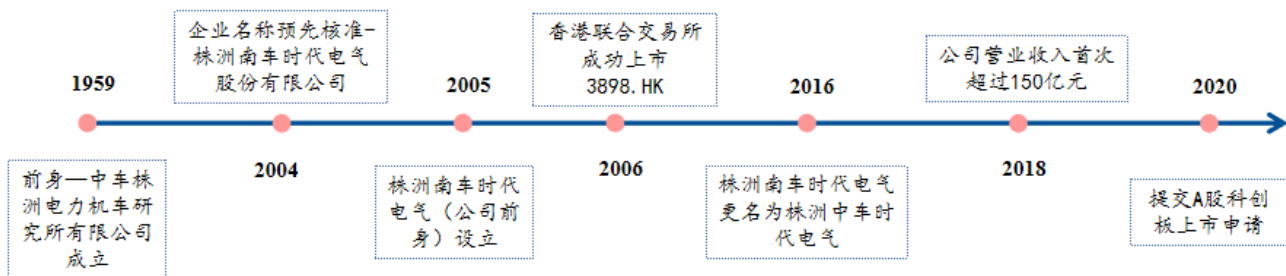 1959
前身—中车株
洲电力机车研
究所有限公司
成立
企业名称预先核准-
株洲南车时代电气
股份有限公司
2004
2005
株洲南车时代
电气（公司前
身）设立
香港联合交易所
成功上市
3898.HK
2006
2016
株洲南车时代电气
更名为株洲中车时
代电气
公司营业收入首次
超过150亿元
2018
2020
提交A股科创
板上市申请